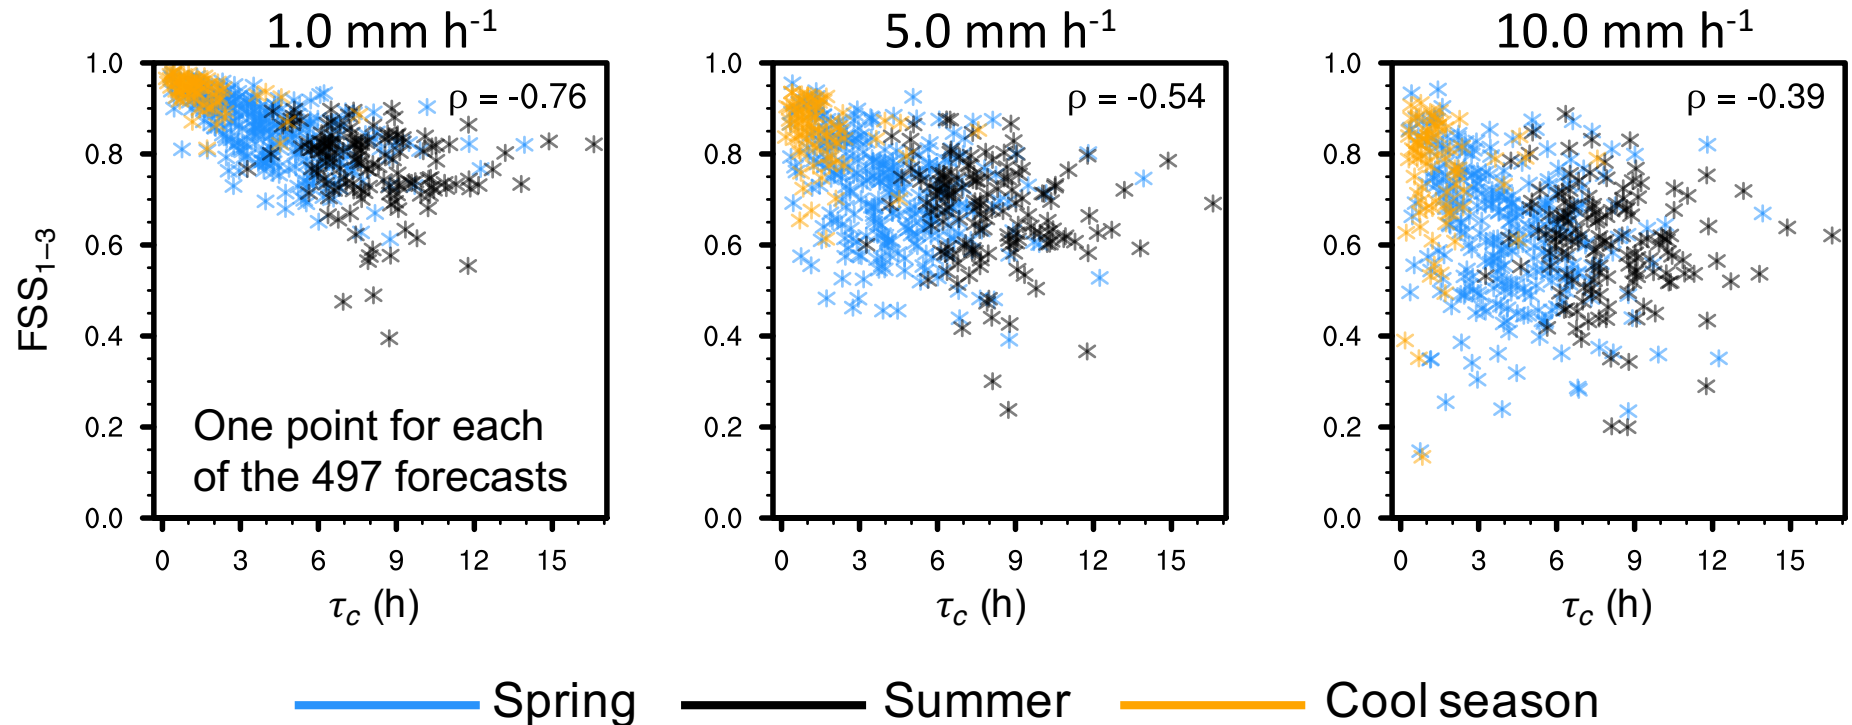 1.0 mm h-1 5.0 mm h-1 10.0 mm h-1
1.0 1.0 1.0
ρ = -0.76 ρ = -0.54 ρ = -0.39
0.8 0.8 0.8
0.6 0.6 0.6
FSS1–3
0.4 0.4 0.4
One point for each
0.2 0.2 0.2
of the 497 forecasts
0.0 0.0 0.0
0 3 6 9 12 15 0 3 6 9 12 15 0 3 6 9 12 15
τc (h) τc (h) τc (h)
Spring Summer Cool season